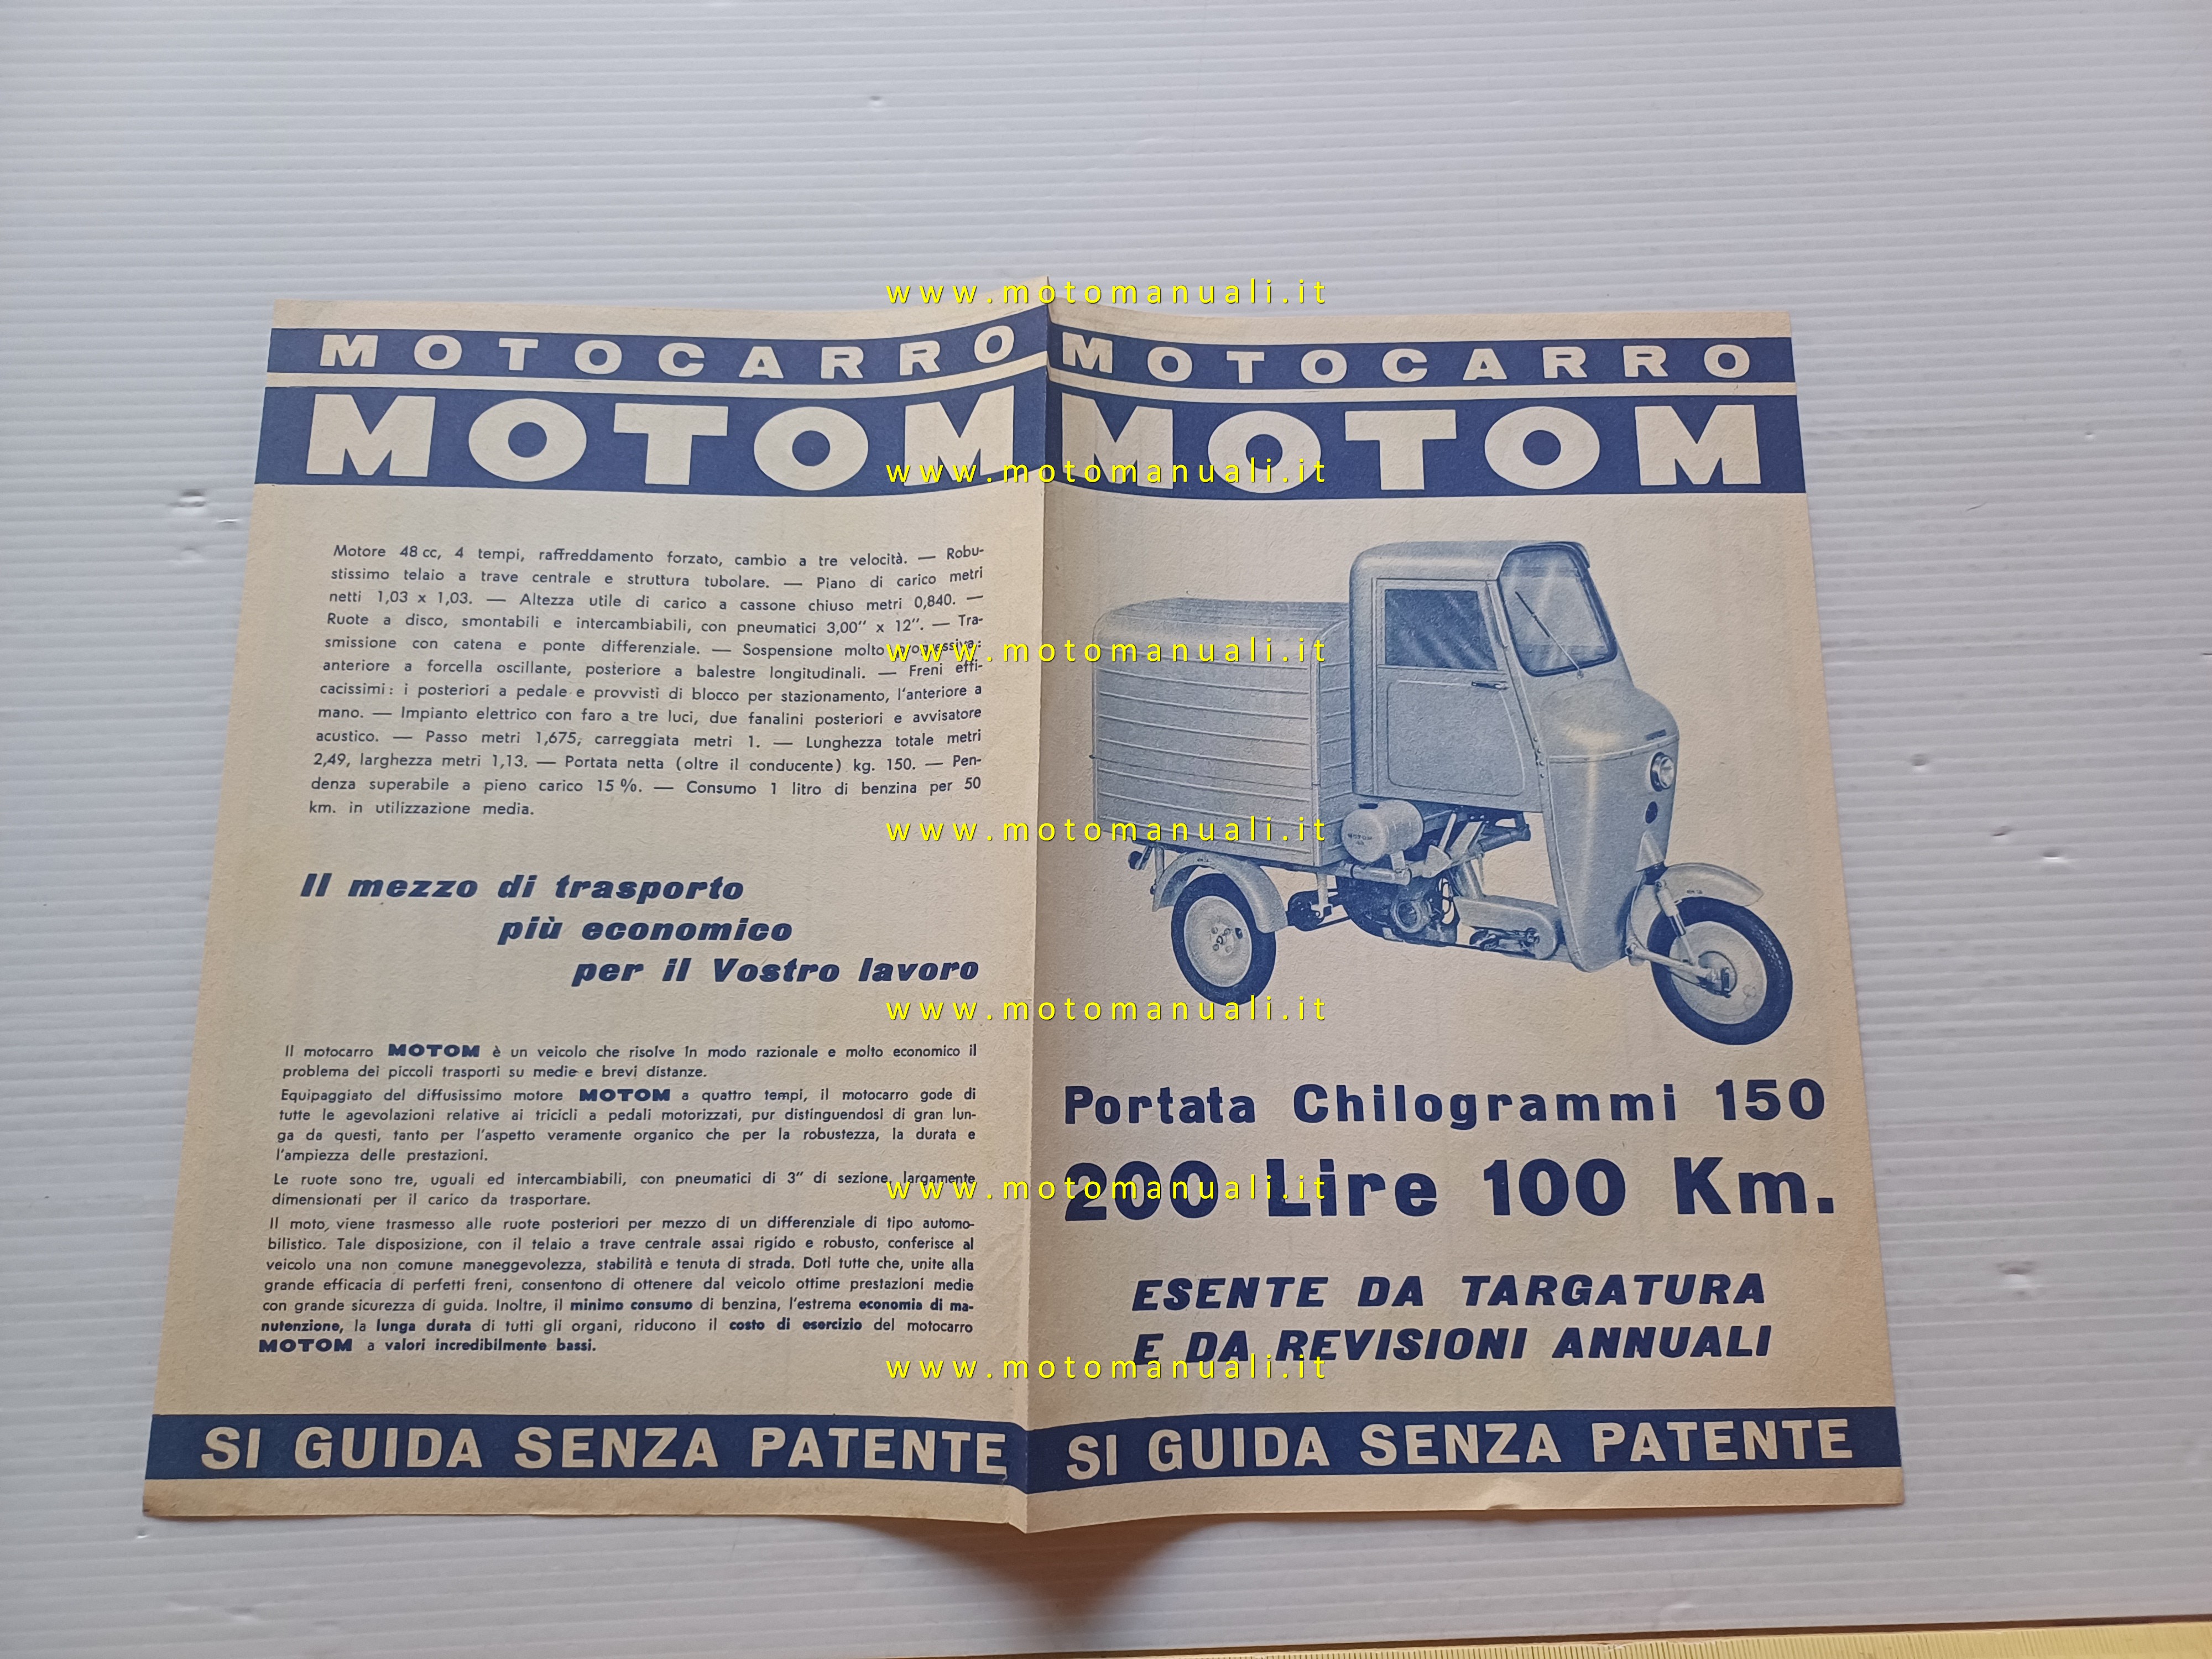 MOTOCARRO
MOTOM
Motore 48 cc, 4 tempi, raffreddamento forzato, cambio a tre velocità. — Robu-
stissimo telaio a trave centrale e struttura tubolare. — Piano di carico metri
netti 1,03 x 1,03. — Altezza utile di carico a cassone chiuso metri 0,840. —
Ruote a disco, smontabili e intercambiabili, con pneumatici 3,00" x 12". — Tra-
smissione con catena e ponte differenziale. — Sospensione molto progressiva:
anteriore a forcella oscillante, posteriore a balestre longitudinali. — Freni effi-
cacissimi: i posteriori a pedale e provvisti di blocco per stazionamento, l'anteriore a
mano. — Impianto elettrico con faro a tre luci, due fanalini posteriori e avvisatore
acustico. — Passo metri 1,675; carreggiata metri 1. — Lunghezza totale metri
2,49, larghezza metri 1,13. — Portata netta (oltre il conducente) kg. 150. — Pen-
denza superabile a pieno carico 15 %. — Consumo 1 litro di benzina per 50
km. in utilizzazione media.
Il mezzo di trasporto
più economico
per il Vostro lavoro
Il motocarro MOTOM è un veicolo che risolve in modo razionale e molto economico il
problema dei piccoli trasporti su medie e brevi distanze.
Equipaggiato del diffusissimo motore MOTOM a quattro tempi, il motocarro gode di
tutte le agevolazioni relative ai tricicli a pedali motorizzati, pur distinguendosi di gran lun-
ga da questi, tanto per l'aspetto veramente organico che per la robustezza, la durata e
l'ampiezza delle prestazioni.
Le ruote sono tre, uguali ed intercambiabili, con pneumatici di 3" di sezione, largamente
dimensionati per il carico da trasportare.
Il moto, viene trasmesso alle ruote posteriori per mezzo di un differenziale di tipo automo-
bilistico. Tale disposizione, con il telaio a trave centrale assai rigido e robusto, conferisce al
veicolo una non comune maneggevolezza, stabilità e tenuta di strada. Doti tutte che, unite alla
grande efficacia di perfetti freni, consentono di ottenere dal veicolo ottime prestazioni medie
con grande sicurezza di guida. Inoltre, il minimo consumo di benzina, l'estrema economia di ma-
nutenzione, la lunga durata di tutti gli organi, riducono il costo di esercizio del motocarro
MOTOM a valori incredibilmente bassi.
SI GUIDA SENZA PATENTE
MOTOCARRO
MOTOM
MOTOM
Portata Chilogrammi 150
200 Lire 100 Km.
ESENTE DA TARGATURA
E DA REVISIONI ANNUALI
SI GUIDA SENZA PATENTE
www.motomanuali.it
www.motomanuali.it
www.motomanuali.it
www.motomanuali.it
www.motomanuali.it
www.motomanuali.it
www.motomanuali.it